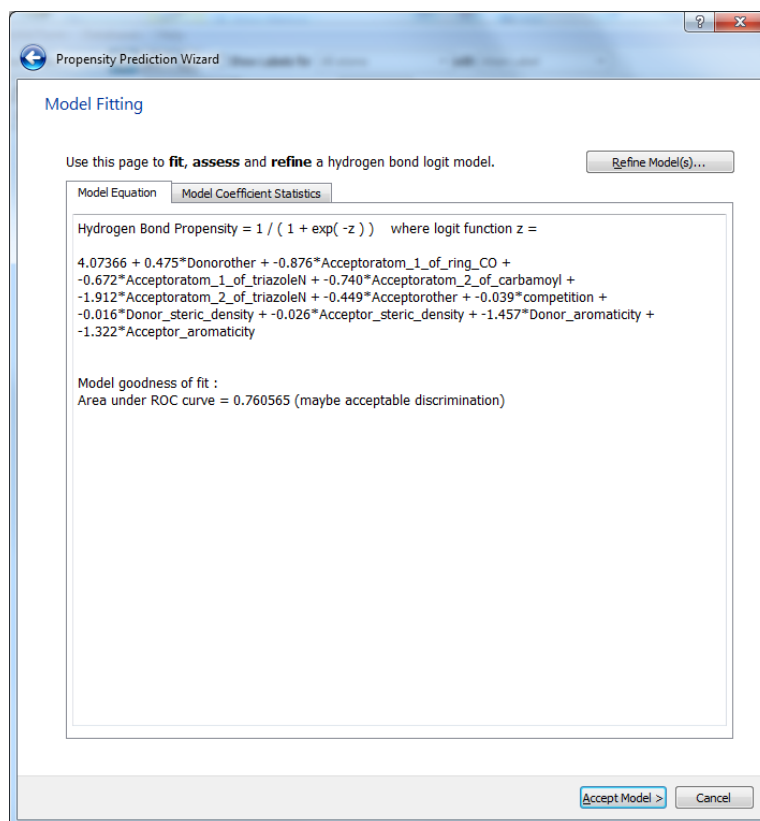 ?
Propensity Prediction Wizard
Model Fitting
Use this page to fit, assess and refine a hydrogen bond logit model.
Refine Model(s)...
Model Equation
Model Coefficient Statistics
Hydrogen Bond Propensity = 1 / ( 1 + exp( -z ) ) where logit function z =
4.07366 + 0.475*Donorother + -0.876*Acceptoratom_1_of_ring_CO +
-0.672*Acceptoratom_1_of_triazoleN + -0.740*Acceptoratom_2_of_carbamoyl +
-1.912*Acceptoratom_2_of_triazoleN + -0.449*Acceptorother + -0.039*competition +
-0.016*Donor_steric_density + -0.026*Acceptor_steric_density + -1.457*Donor_aromaticity +
-1.322*Acceptor_aromaticity
Model goodness of fit :
Area under ROC curve = 0.760565 (maybe acceptable discrimination)
Accept Model >
Cancel